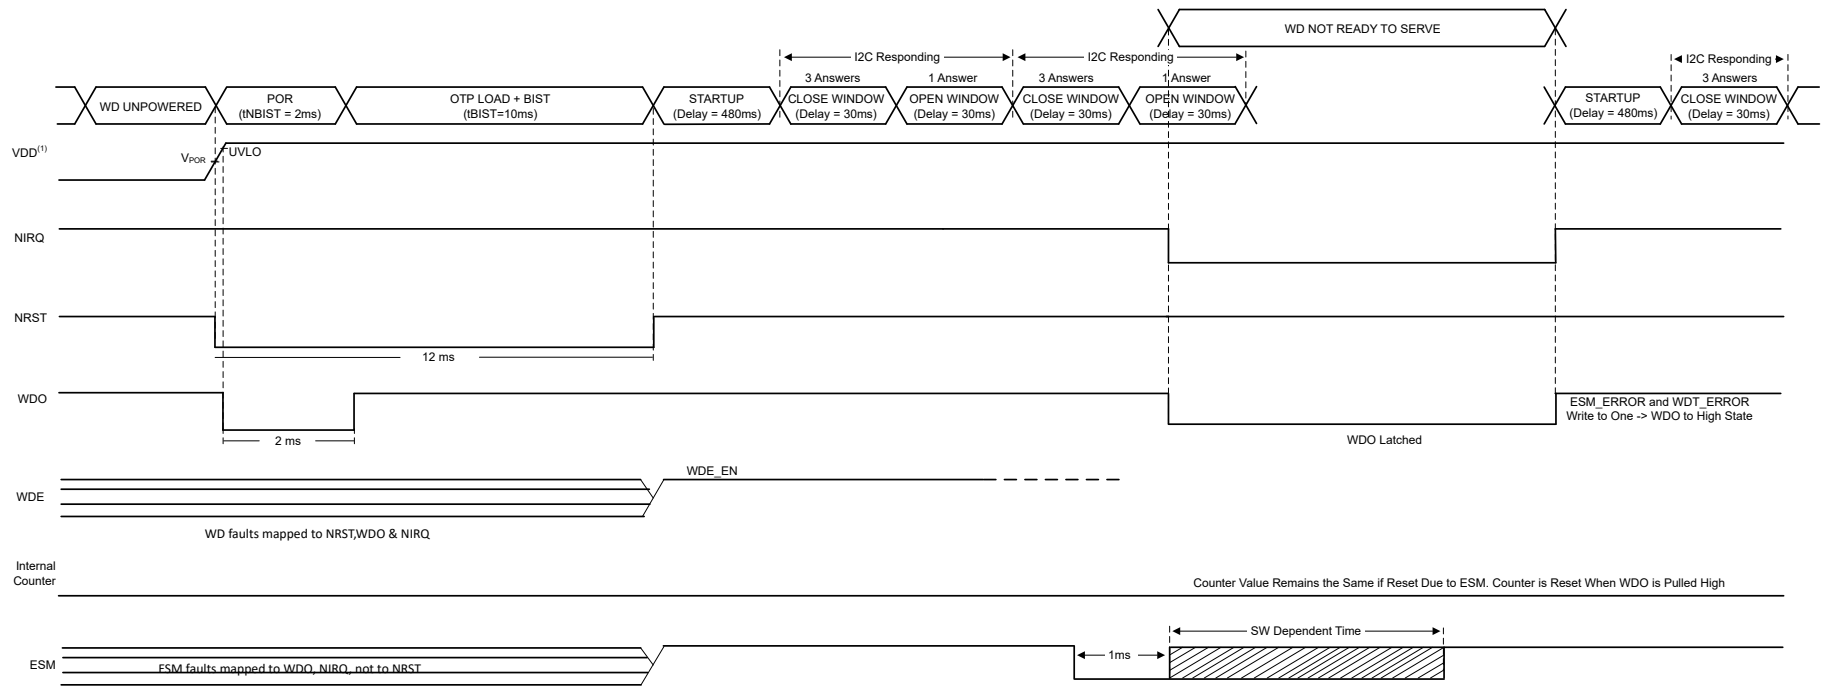 WD NOT READY TO SERVE
I2C Responding
I2C Responding
I2C Responding
3 Answers
1 Answer
3 Answers
1 Answer
3 Answers
WD UNPOWERED
POR
(tNBIST = 2ms)
OTP LOAD + BIST
(tBIST=10ms)
STARTUP
(Delay = 480ms)
CLOSE WINDOW
(Delay = 30ms)
OPEN WINDOW
(Delay = 30ms)
CLOSE WINDOW
(Delay = 30ms)
OPEN WINDOW
(Delay = 30ms)
STARTUP
(Delay = 480ms)
CLOSE WINDOW
(Delay = 30ms)
VDD(1)
VPOR
UVLO
NIRQ
NRST
12 ms
WDO
2 ms
WDO Latched
ESM_ERROR and WDT_ERROR
Write to One -> WDO to High State
WDE
WDE_EN
WD faults mapped to NRST,WDO & NIRQ
Internal
Counter
Counter Value Remains the Same if Reset Due to ESM. Counter is Reset When WDO is Pulled High
ESM
ESM faults mapped to WDO, NIRQ, not to NRST
1ms
SW Dependent Time